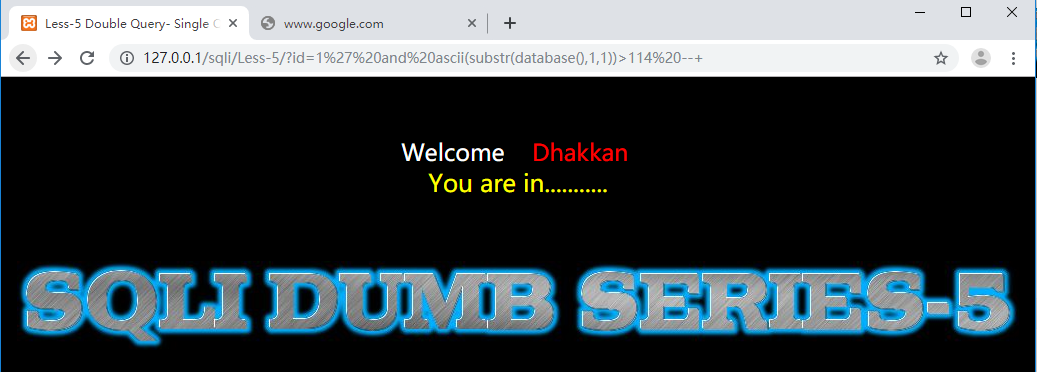 Less-5 Double Query- Single C
www.google.com
127.0.0.1/sqli/Less-5/?id=1%27%20and%20ascii(substr(database(),1,1))>114%20--+
Welcome Dhakkan
You are in...........
SQLI DUMB SERIES-5